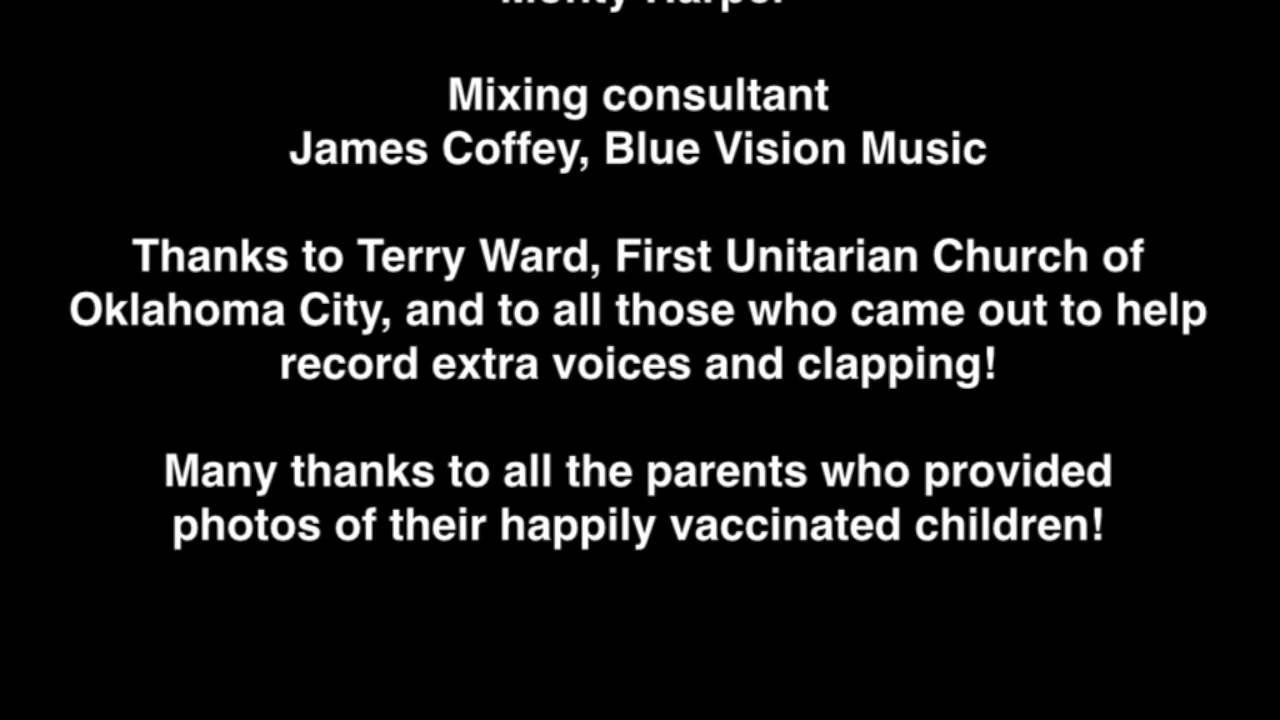 Monty Harper
Mixing consultant
James Coffey, Blue Vision Music
Thanks to Terry Ward, First Unitarian Church of
Oklahoma City, and to all those who came out to help
record extra voices and clapping!
Many thanks to all the parents who provided
photos of their happily vaccinated children!